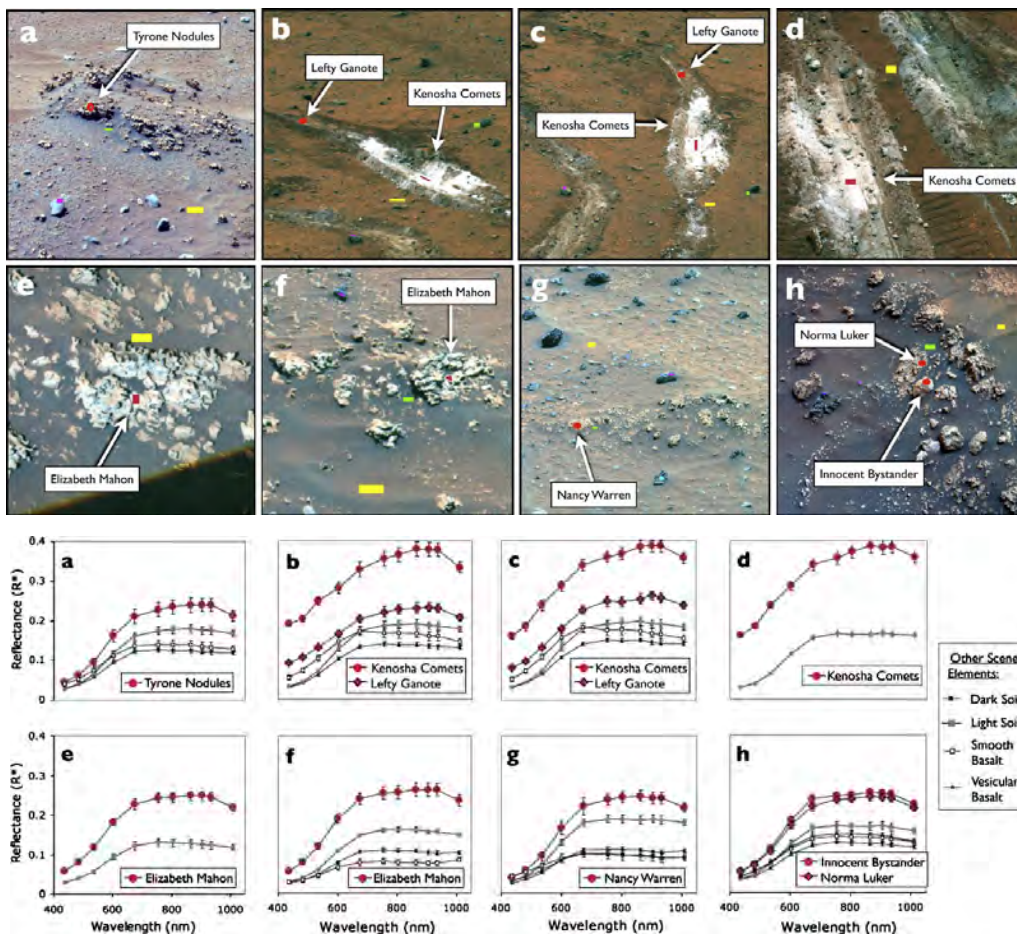 a
Tyrone Nodules
b
Lefty Ganote
Kenosha Comets
c
Lefty Ganote
Kenosha Comets
d
Kenosha Comets
e
Elizabeth Mahon
f
Elizabeth Mahon
g
Nancy Warren
h
Norma Luker
Innocent Bystander
Reflectance (R*)
0.4
0.3
0.2
0.1
0
a
Tyrone Nodules
b
Kenosha Comets
Lefty Ganote
c
Kenosha Comets
Lefty Ganote
d
Kenosha Comets
Other Scene
Elements:
Dark Soi
Light Soi
Smooth
Basalt
Vesicular
Basalt
Reflectance (R*)
0.3
0.2
0.1
0
e
Elizabeth Mahon
f
Elizabeth Mahon
g
Nancy Warren
h
Innocent Bystander
Norma Luker
400 600 800 1000
400 600 800 1000
400 600 800 1000
400 600 800 1000
Wavelength (nm)
Wavelength (nm)
Wavelength (nm)
Wavelength (nm)